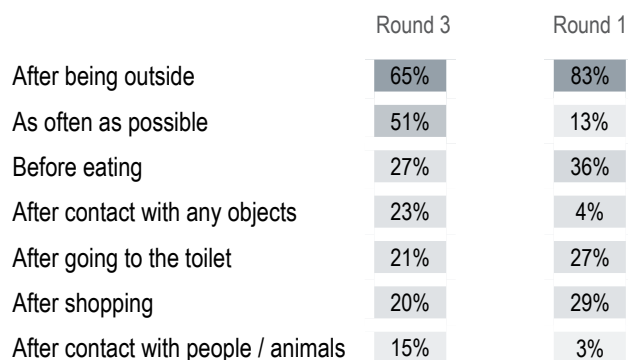 Round 3 Round 1
After being outside 65% 83%
As often as possible 51% 13%
Before eating 27% 36%
After contact with any objects 23% 4%
After going to the toilet 21% 27%
After shopping 20% 29%
After contact with people / animals 15% 3%